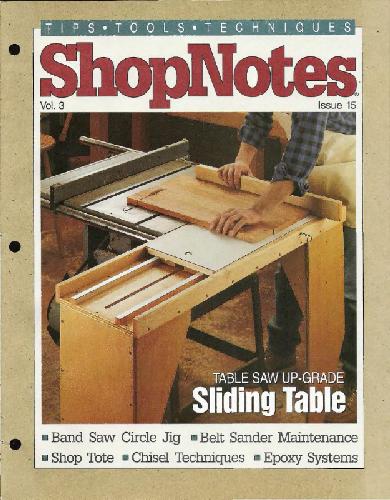 TIPS • TOOLS • TECHNIQUES
ShopNotes®
Vol. 3 Issue 15
TABLE SAW UP-GRADE
Sliding Table
■ Band Saw Circle Jig ■ Belt Sander Maintenance
■ Shop Tote ■ Chisel Techniques ■ Epoxy Systems